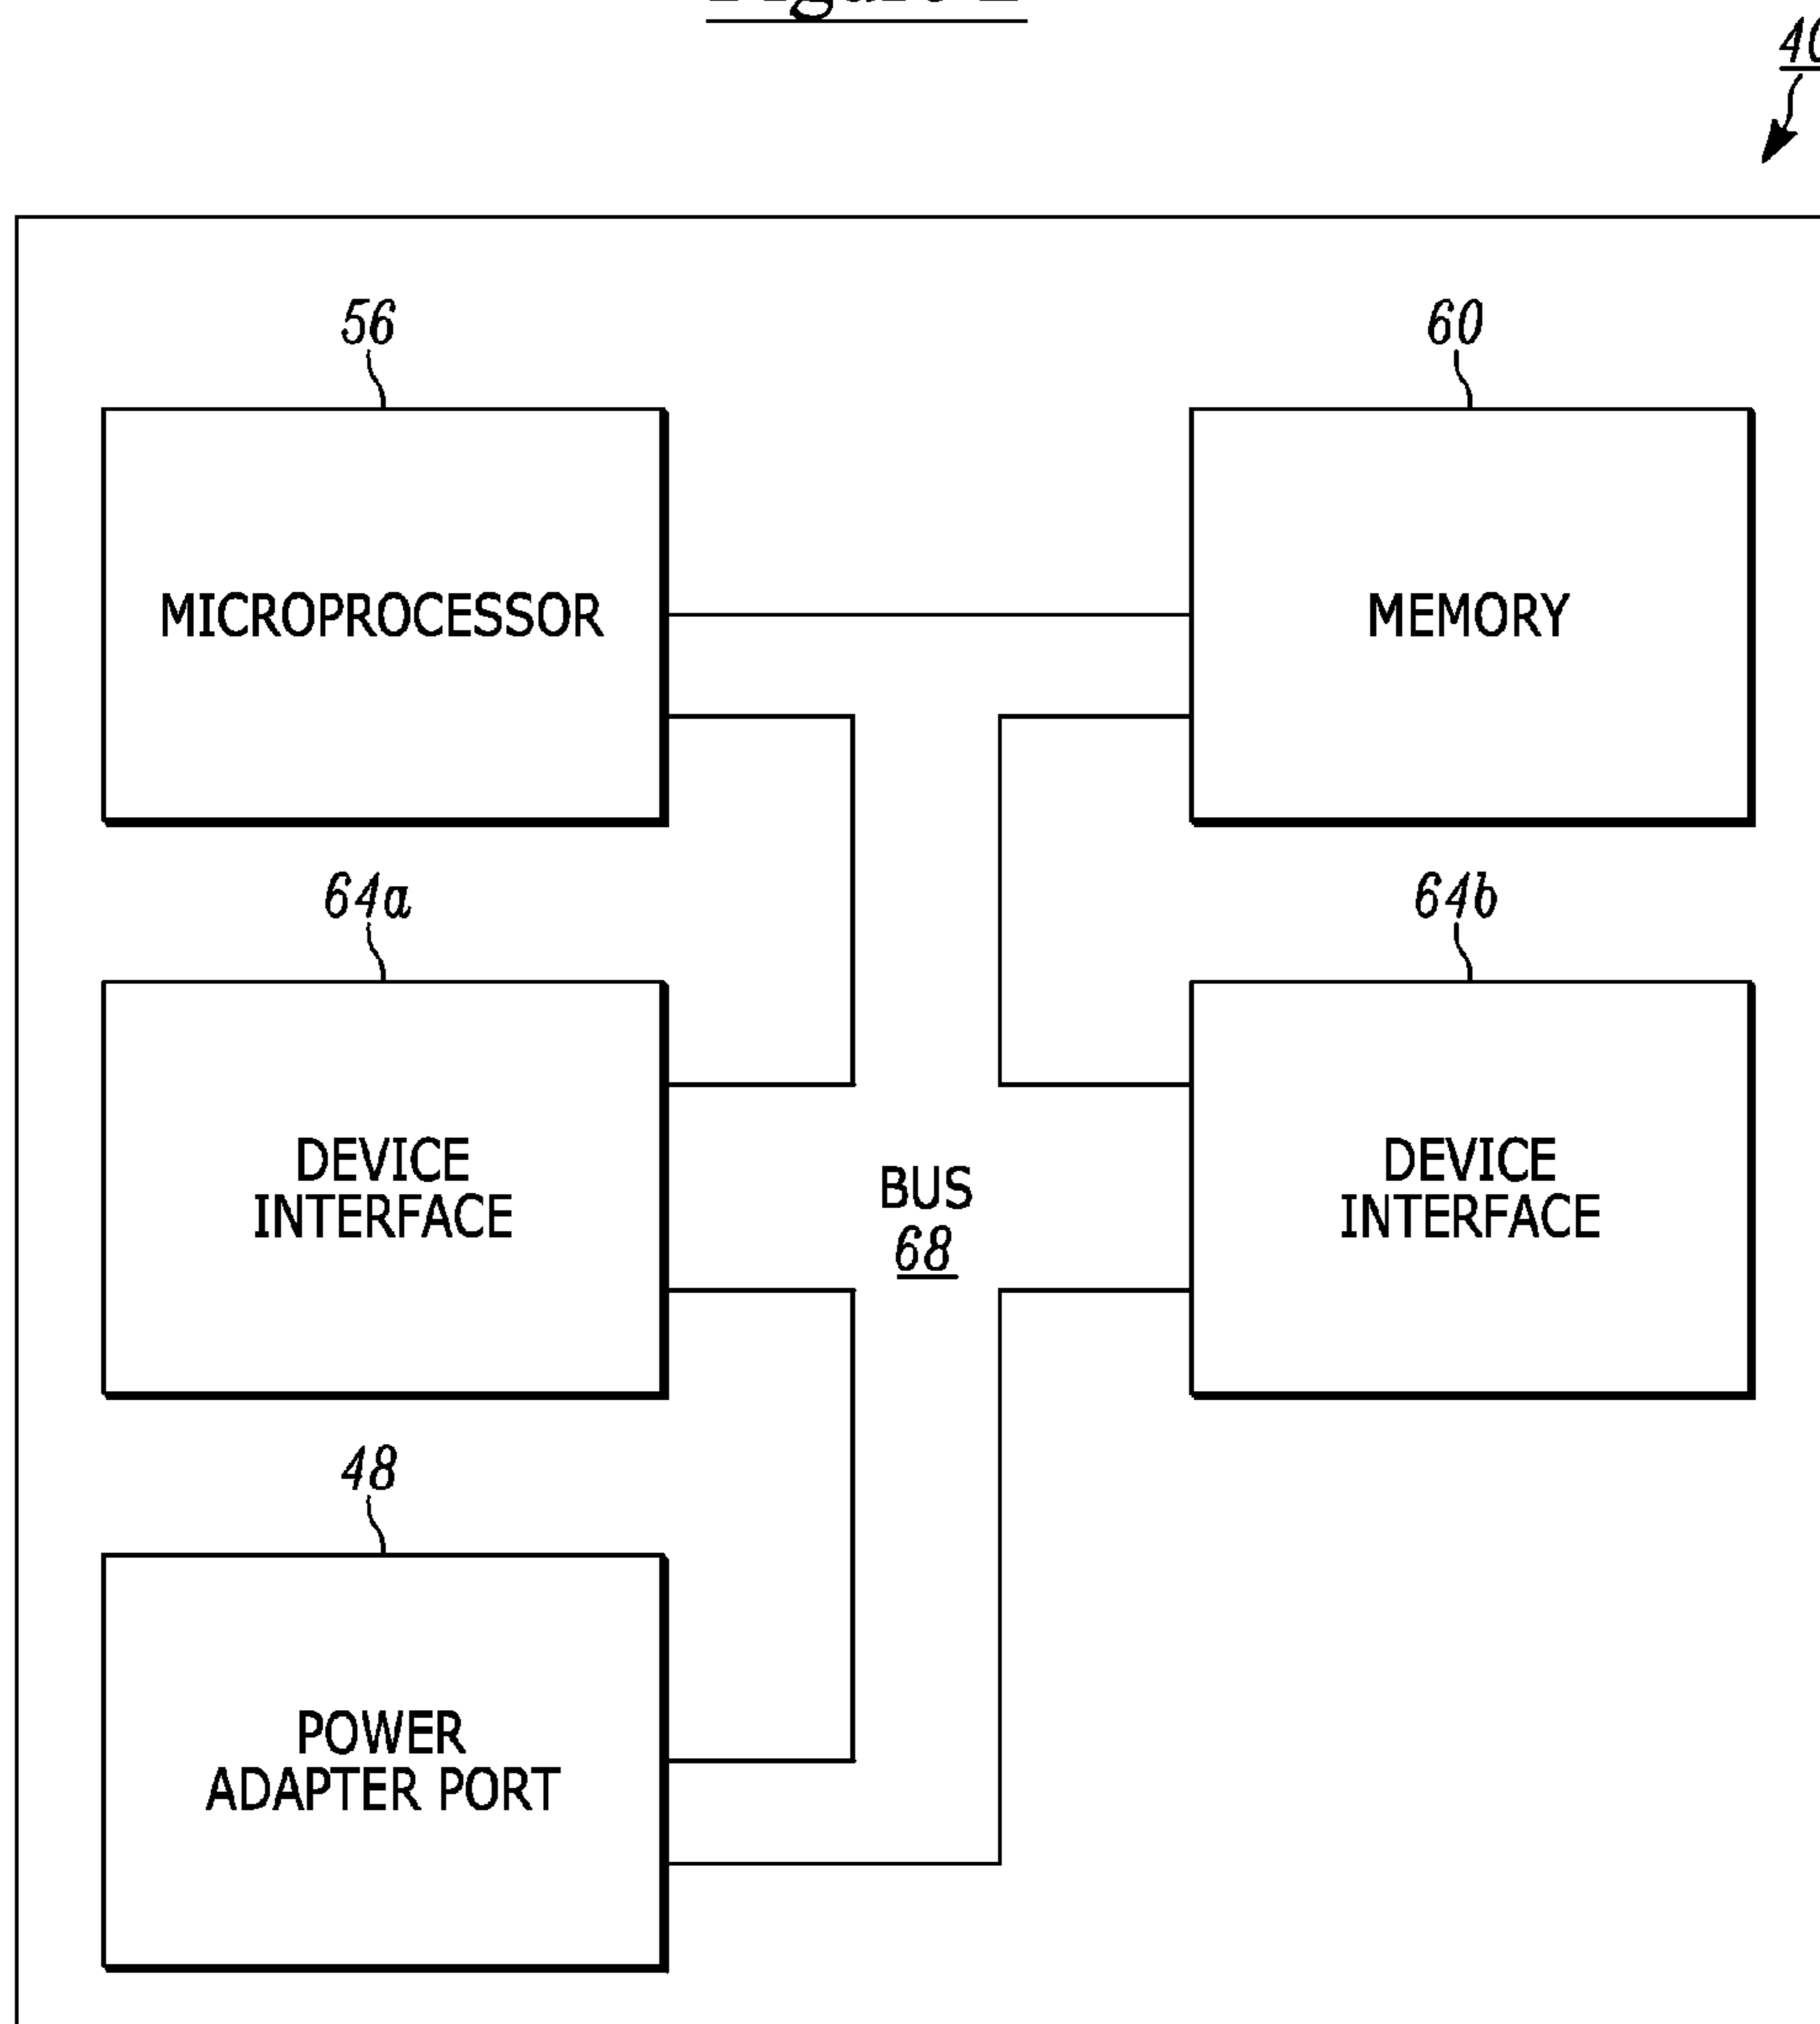 40
56
60
MICROPROCESSOR
MEMORY
64a
64b
DEVICE
INTERFACE
BUS
68
DEVICE
INTERFACE
48
POWER
ADAPTER PORT